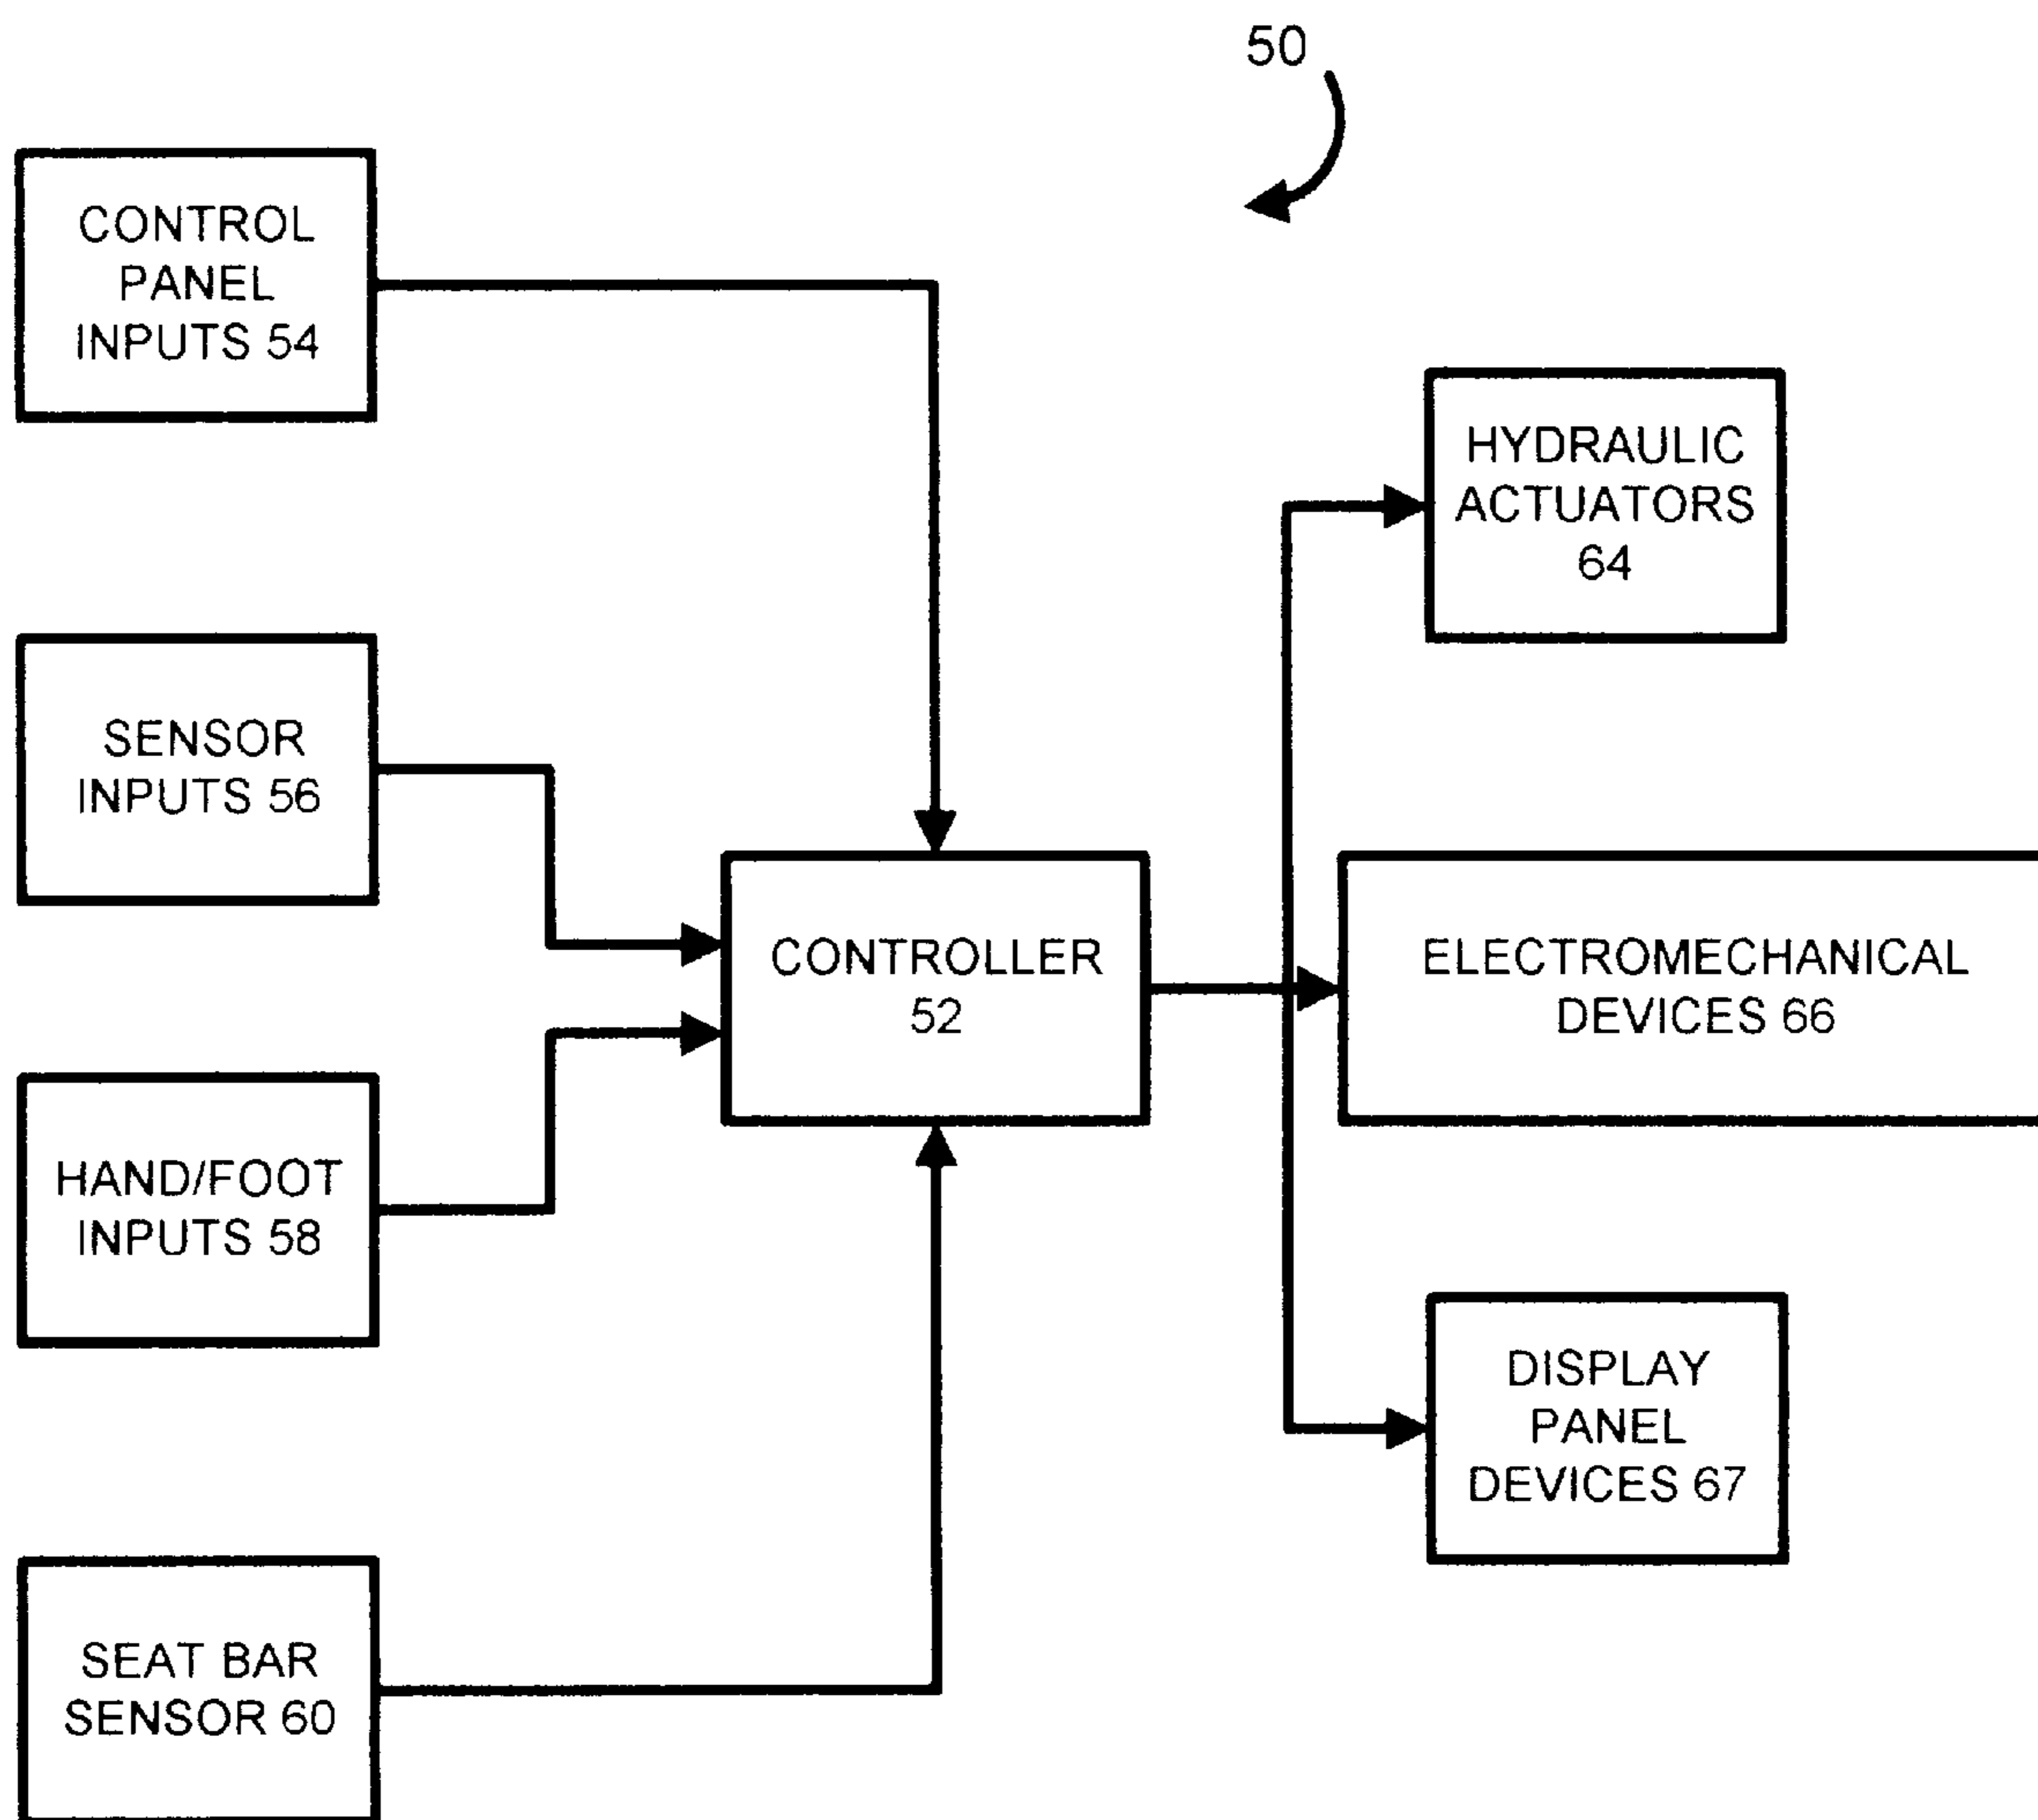 50
CONTROL
PANEL
INPUTS 54
HYDRAULIC
ACTUATORS
64
SENSOR
INPUTS 56
CONTROLLER
52
ELECTROMECHANICAL
DEVICES 66
HAND/FOOT
INPUTS 58
DISPLAY
PANEL
DEVICES 67
SEAT BAR
SENSOR 60